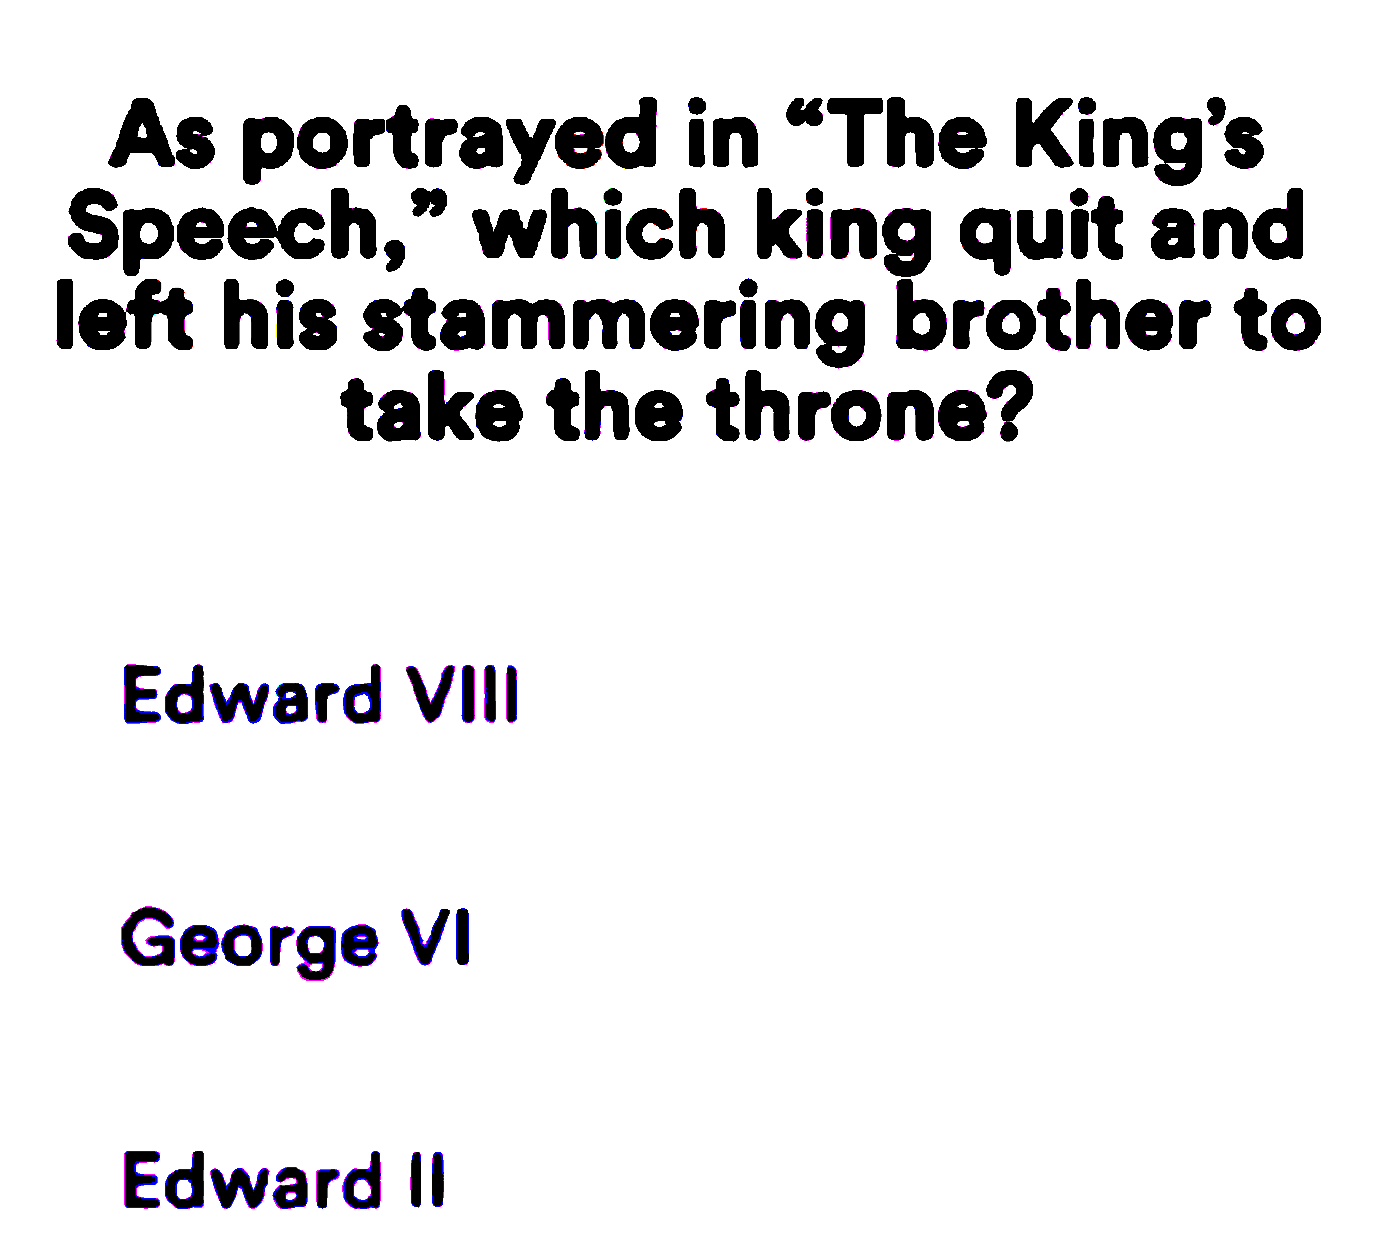 As portrayed in “The King’s
Speech,” which king quit and
left his stammering brother to
take the throne?
Edward VIII
George VI
Edward II